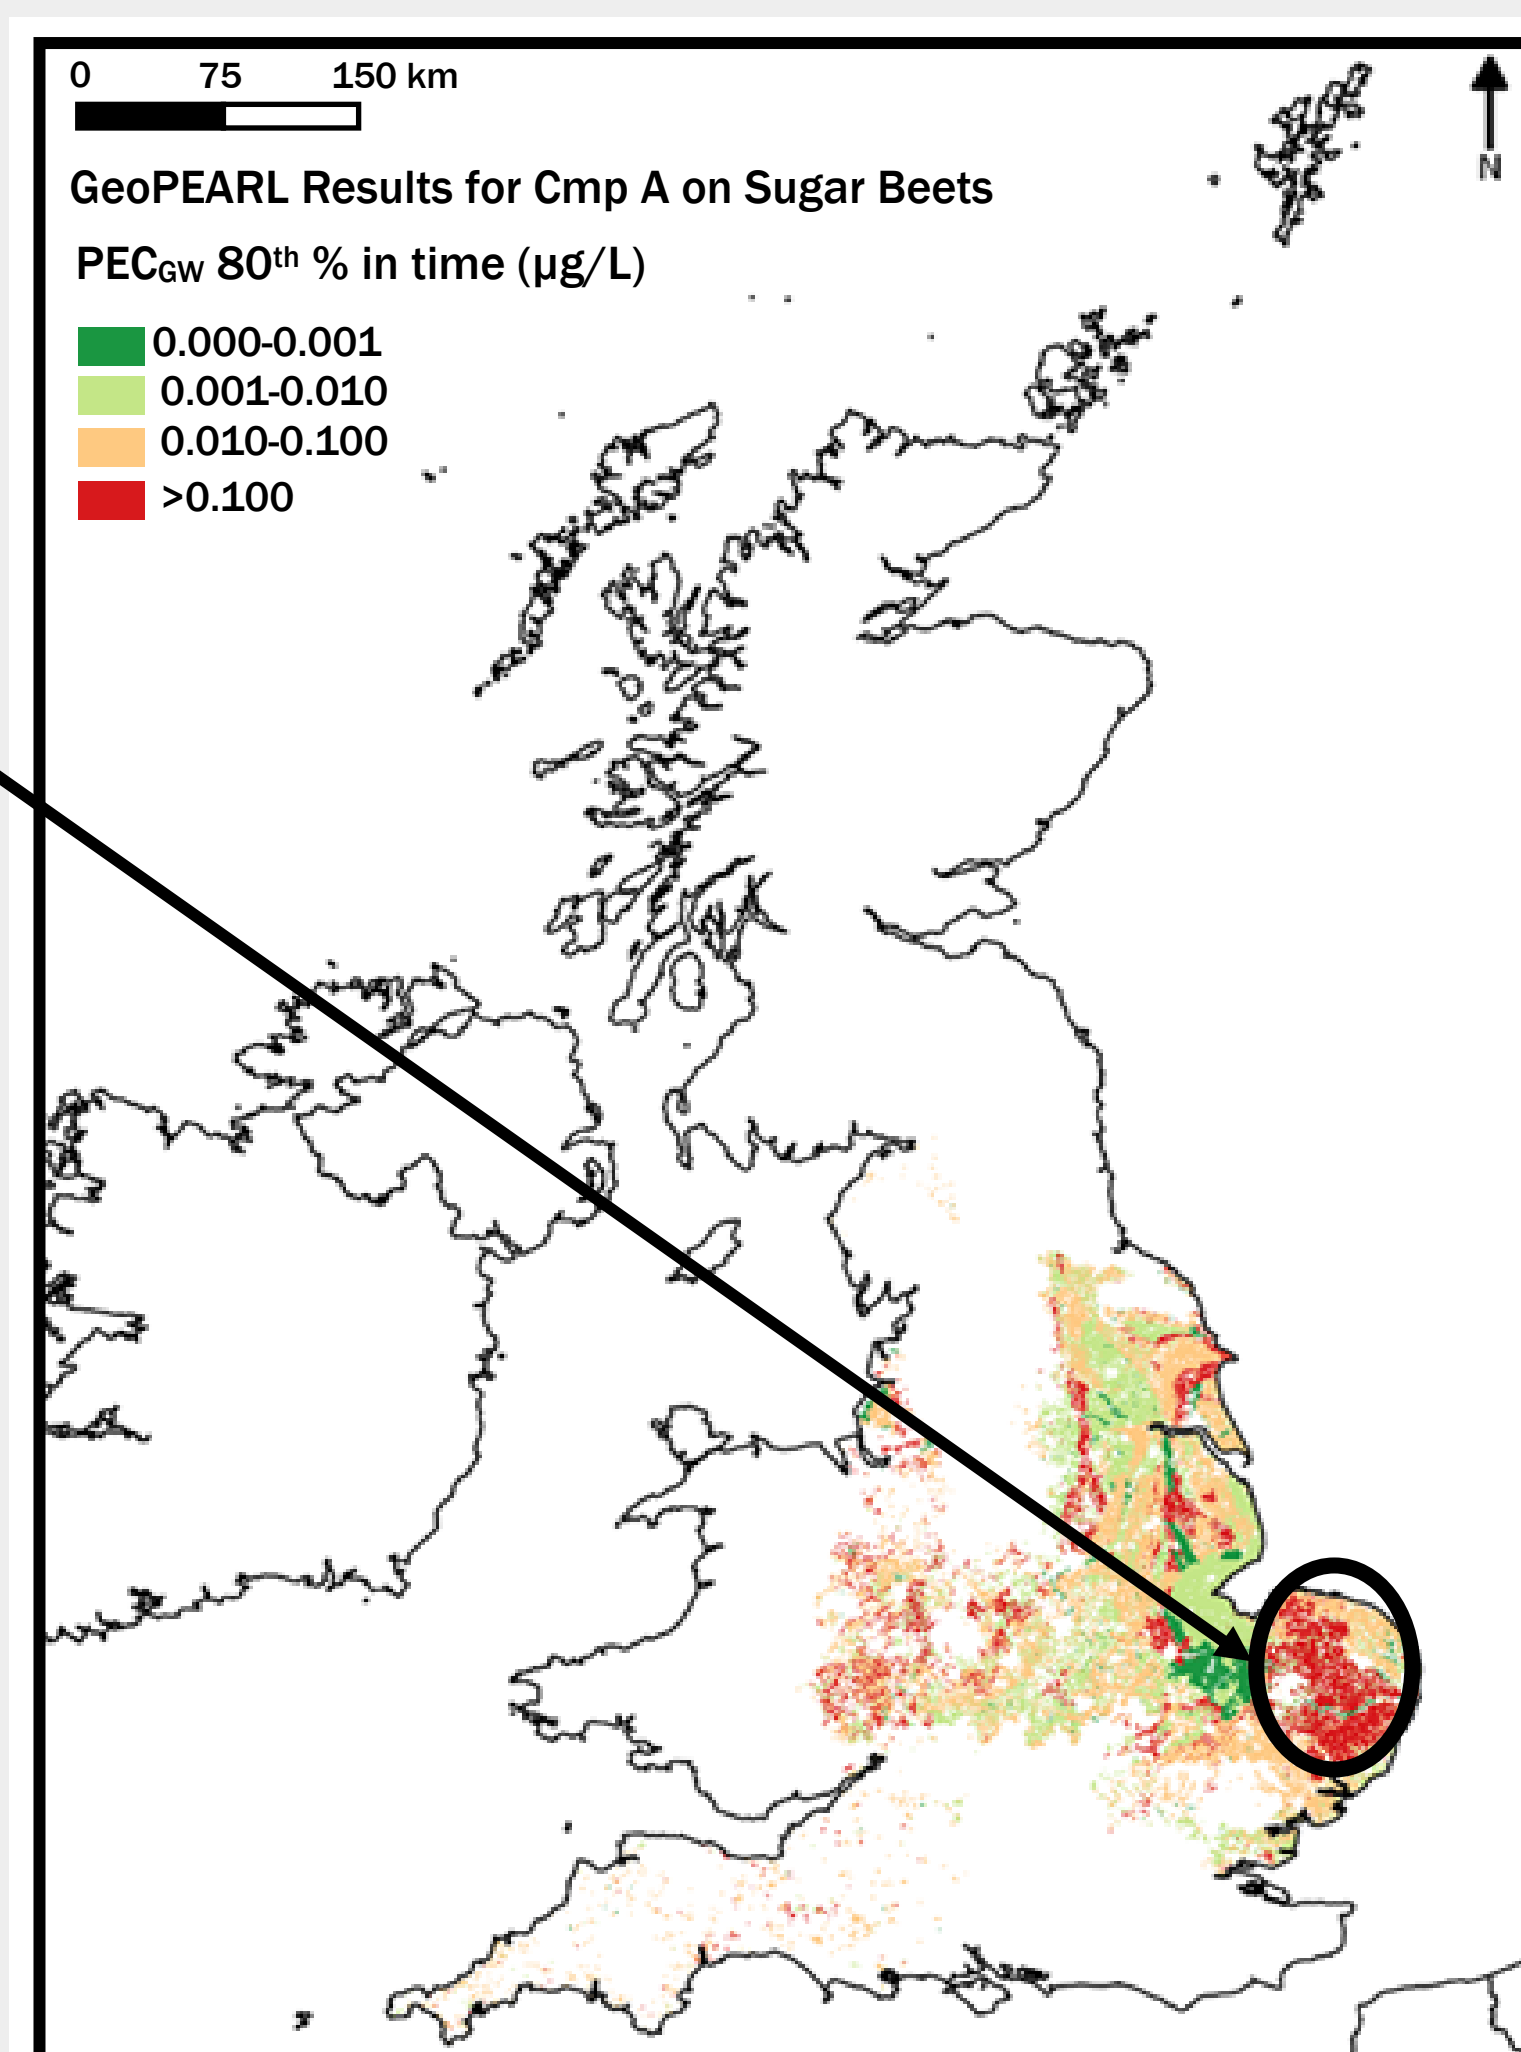 0 75 150 km
N
GeoPEARL Results for Cmp A on Sugar Beets
PECGW 80th % in time (µg/L)
0.000-0.001
0.001-0.010
0.010-0.100
>0.100